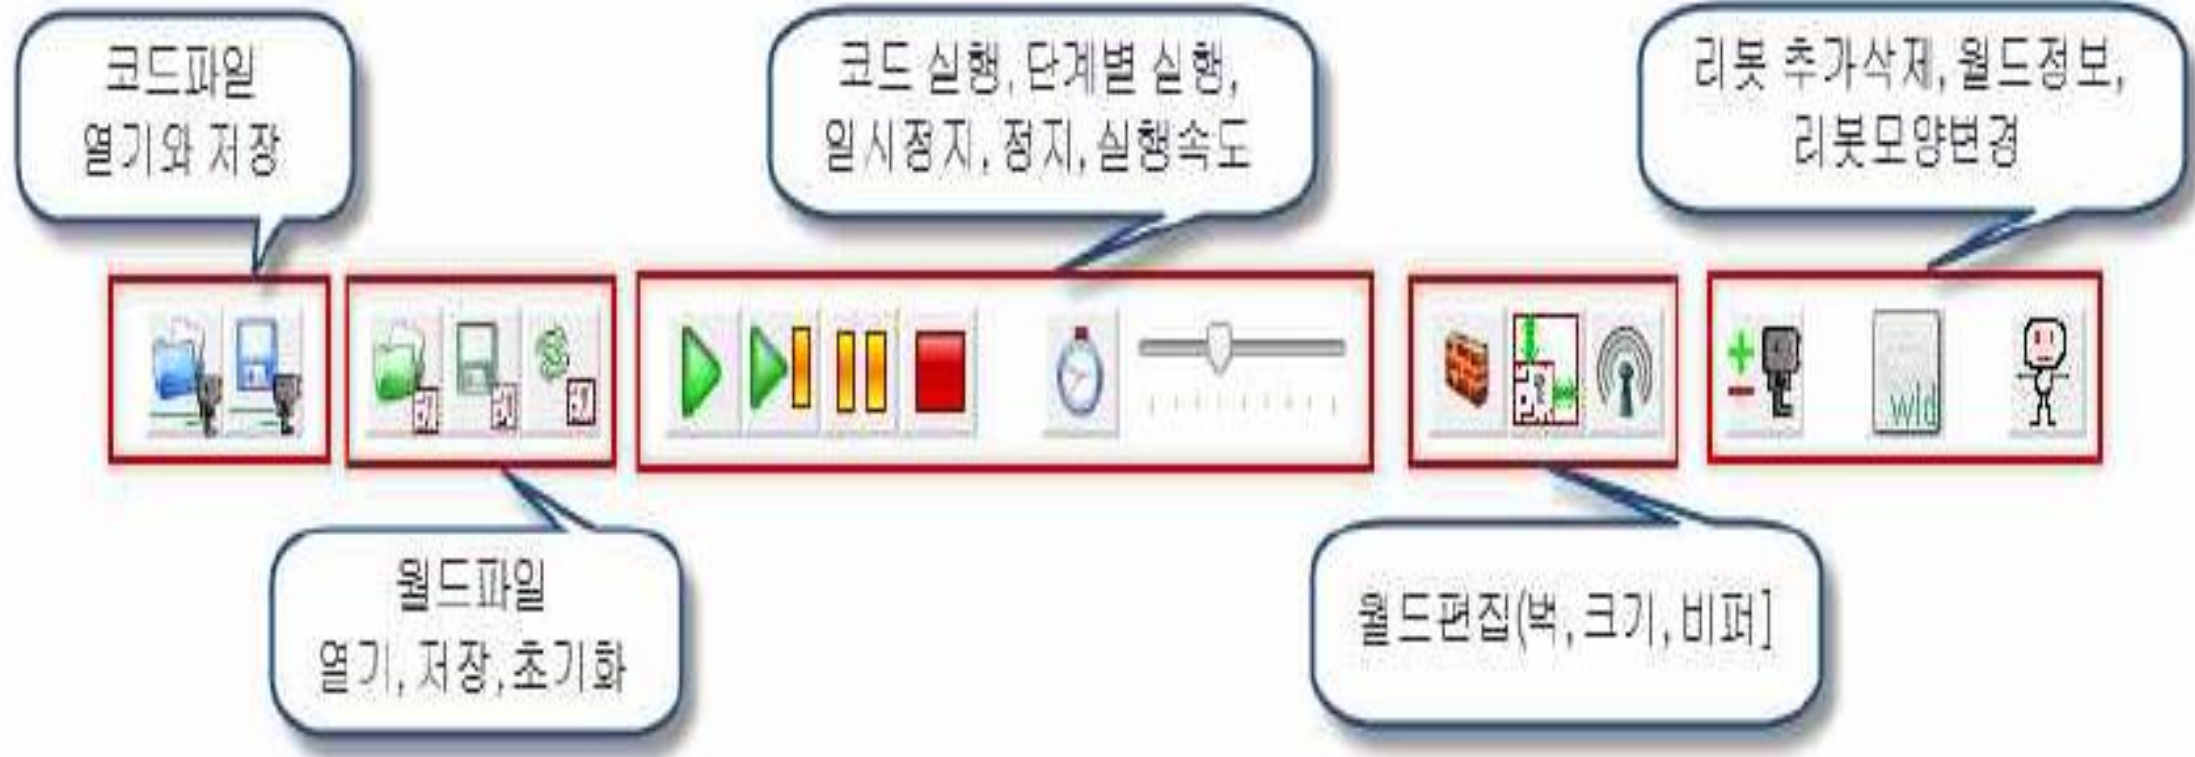 코드파일
열기와 저장
코드 실행, 단계별 실행,
일시정지, 정지, 실행속도
리봇 추가삭제, 월드정보,
리봇모양변경
wld
월드파일
열기, 저장, 초기화
월드편집(벽, 크기, 비퍼]